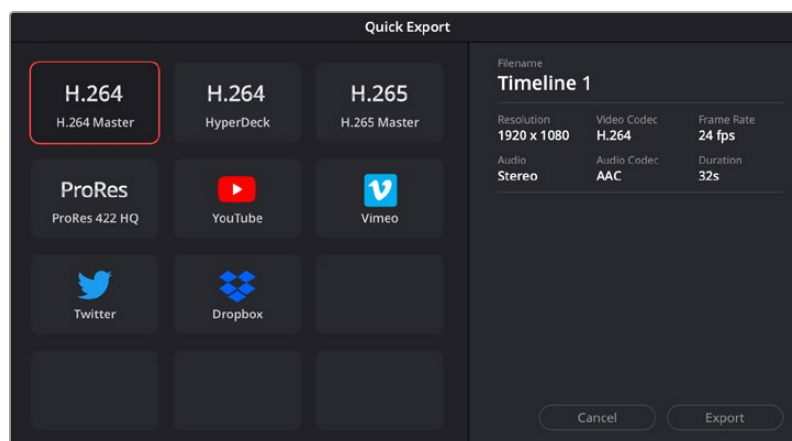 Quick Export
H.264
H.264 Master
H.264
HyperDeck
H.265
H.265 Master
ProRes
ProRes 422 HQ
YouTube
Vimeo
Twitter
Dropbox
Filename
Timeline 1
Resolution Video Codec Frame Rate
1920 x 1080 H.264 24 fps
Audio Audio Codec Duration
Stereo AAC 32s
Cancel Export